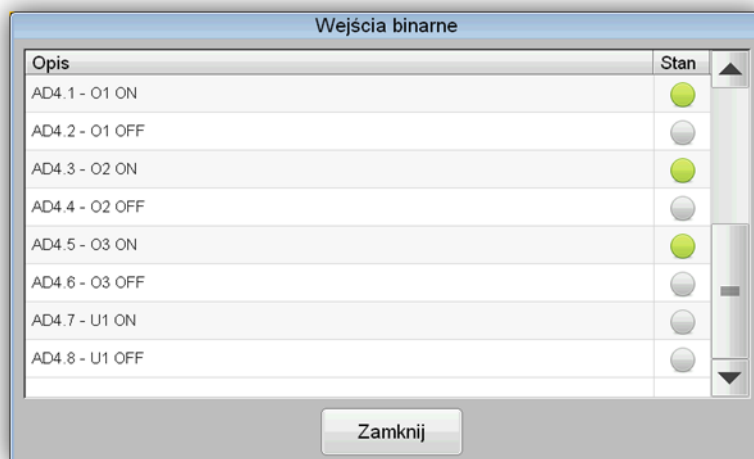 Wejścia binarne
Opis Stan
AD4.1 - O1 ON
AD4.2 - O1 OFF
AD4.3 - O2 ON
AD4.4 - O2 OFF
AD4.5 - O3 ON
AD4.6 - O3 OFF
AD4.7 - U1 ON
AD4.8 - U1 OFF
Zamknij